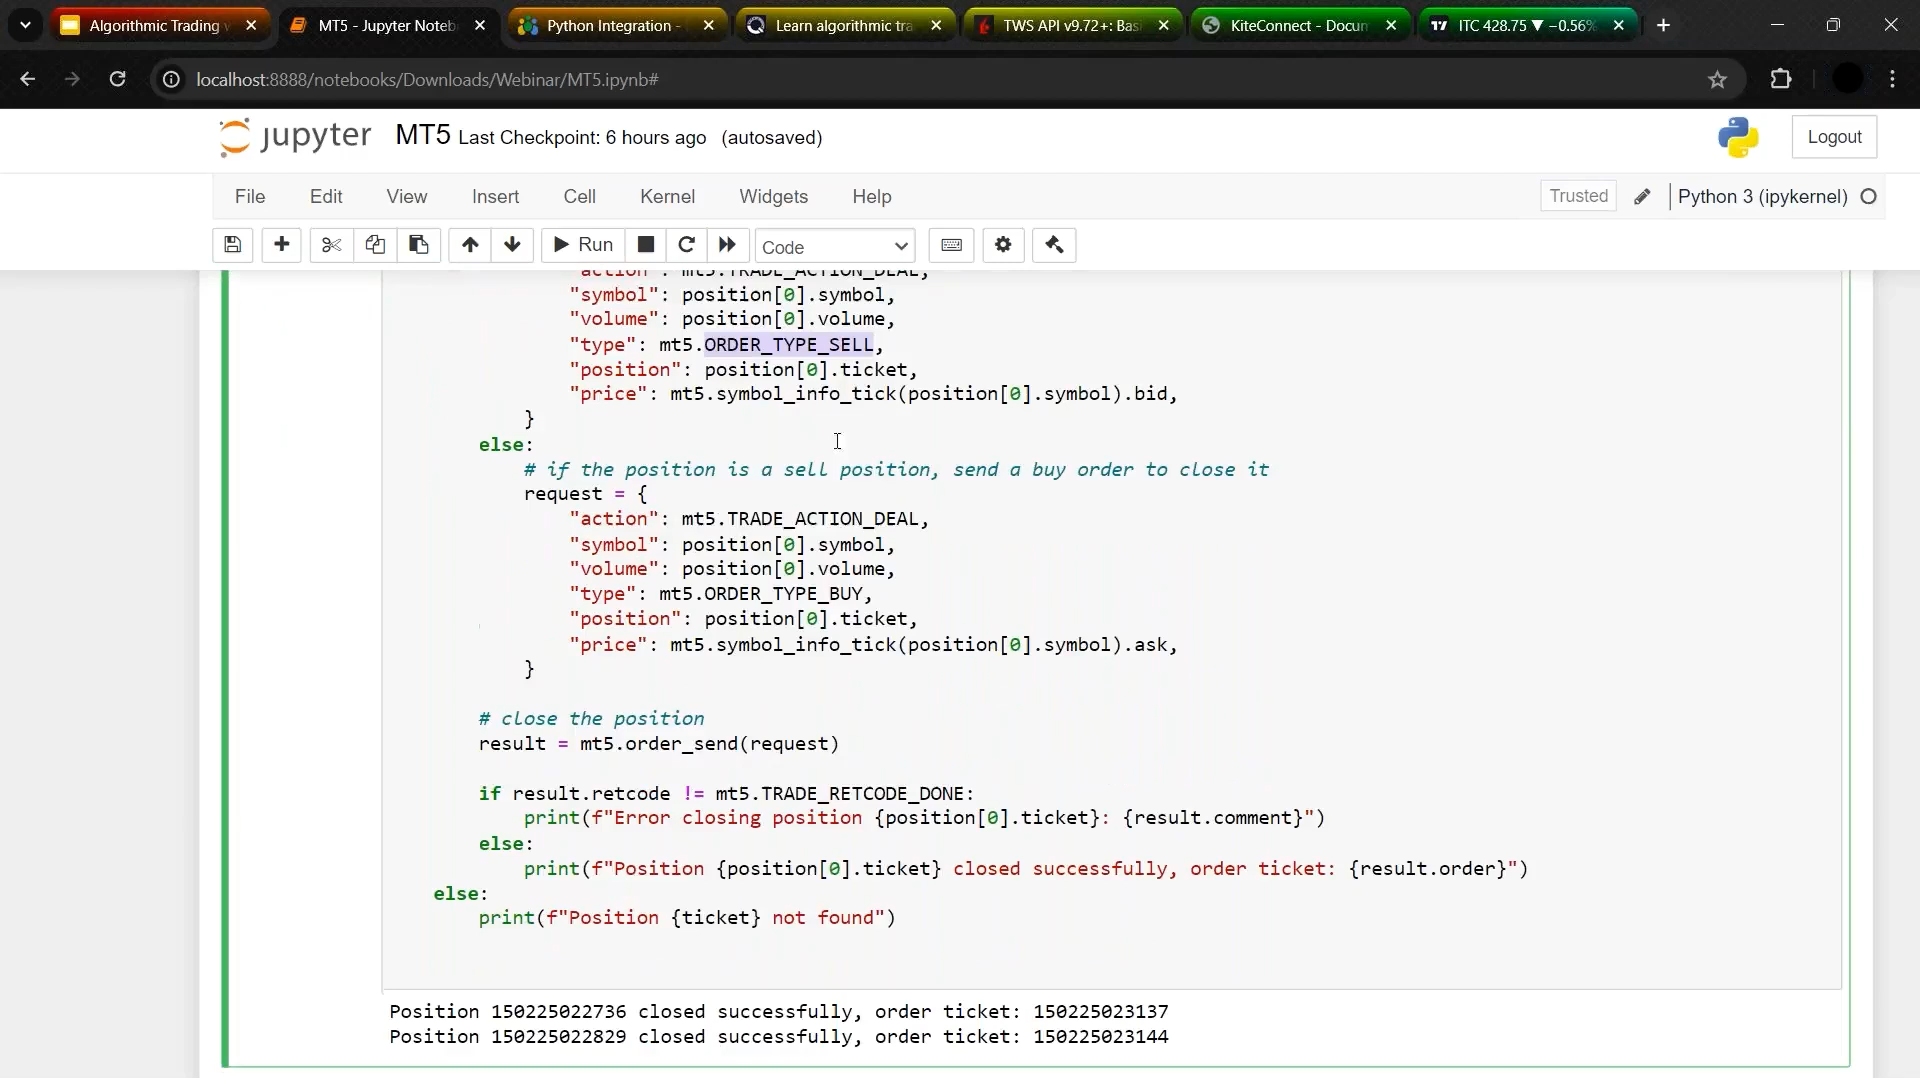 Algorithmic Trading
MT5 - Jupyter Noteb
Python Integration -
Learn algorithmic tra
TWS API v9.72+: Bas
KiteConnect - Docum
ITC 428.75 ▼ −0.56%
localhost:8888/notebooks/Downloads/Webinar/MT5.ipynb#
jupyter MT5 Last Checkpoint: 6 hours ago (autosaved)
Logout
File Edit View Insert Cell Kernel Widgets Help
Trusted
Python 3 (ipykernel)
Run
Code
"action": mt5.TRADE_ACTION_DEAL,
"symbol": position[0].symbol,
"volume": position[0].volume,
"type": mt5.ORDER_TYPE_SELL,
"position": position[0].ticket,
"price": mt5.symbol_info_tick(position[0].symbol).bid,
}
else:
# if the position is a sell position, send a buy order to close it
request = {
"action": mt5.TRADE_ACTION_DEAL,
"symbol": position[0].symbol,
"volume": position[0].volume,
"type": mt5.ORDER_TYPE_BUY,
"position": position[0].ticket,
"price": mt5.symbol_info_tick(position[0].symbol).ask,
}
# close the position
result = mt5.order_send(request)
if result.retcode != mt5.TRADE_RETCODE_DONE:
print(f"Error closing position {position[0].ticket}: {result.comment}")
else:
print(f"Position {position[0].ticket} closed successfully, order ticket: {result.order}")
else:
print(f"Position {ticket} not found")
Position 150225022736 closed successfully, order ticket: 150225023137
Position 150225022829 closed successfully, order ticket: 150225023144